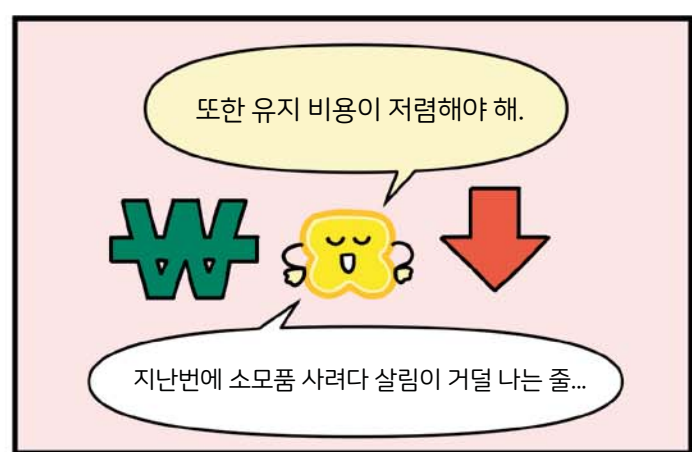 또한 유지 비용이 저렴해야 해.
지난번에 소모품 사려다 살림이 거덜 나는 줄...